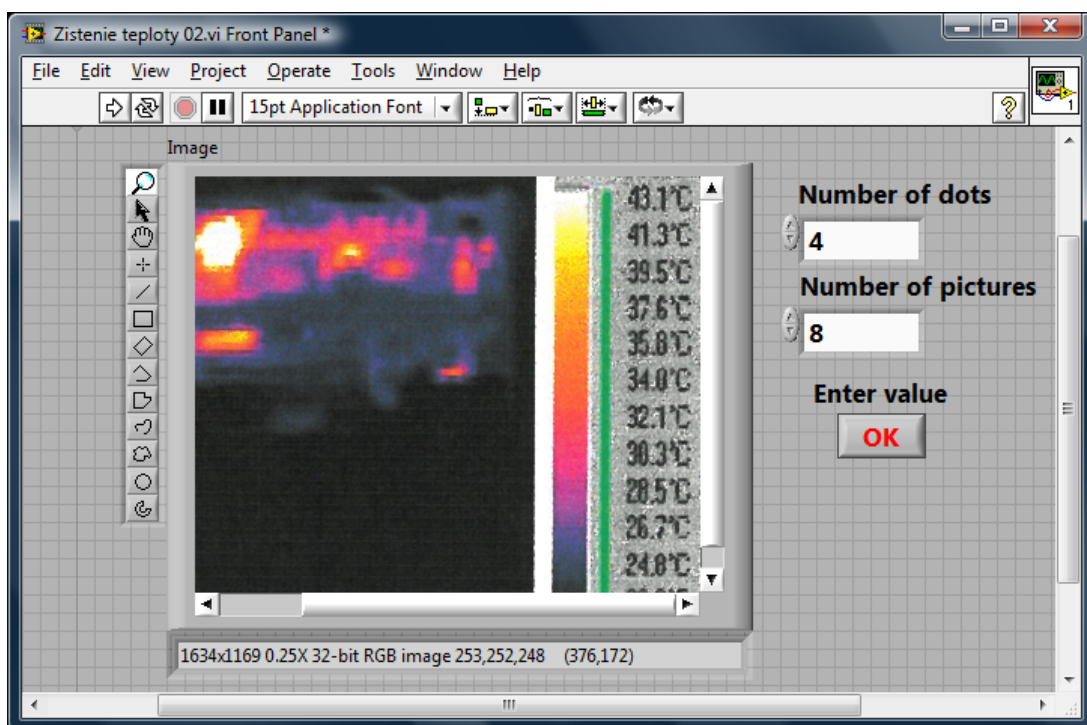 Zistenie teploty 02.vi Front Panel *
File Edit View Project Operate Tools Window Help
15pt Application Font
1
Image
43.1°C
41.3°C
39.5°C
37.6°C
35.8°C
34.0°C
32.1°C
30.3°C
28.5°C
26.7°C
24.8°C
Number of dots
4
Number of pictures
8
Enter value
OK
1634x1169 0.25X 32-bit RGB image 253,252,248 (376,172)